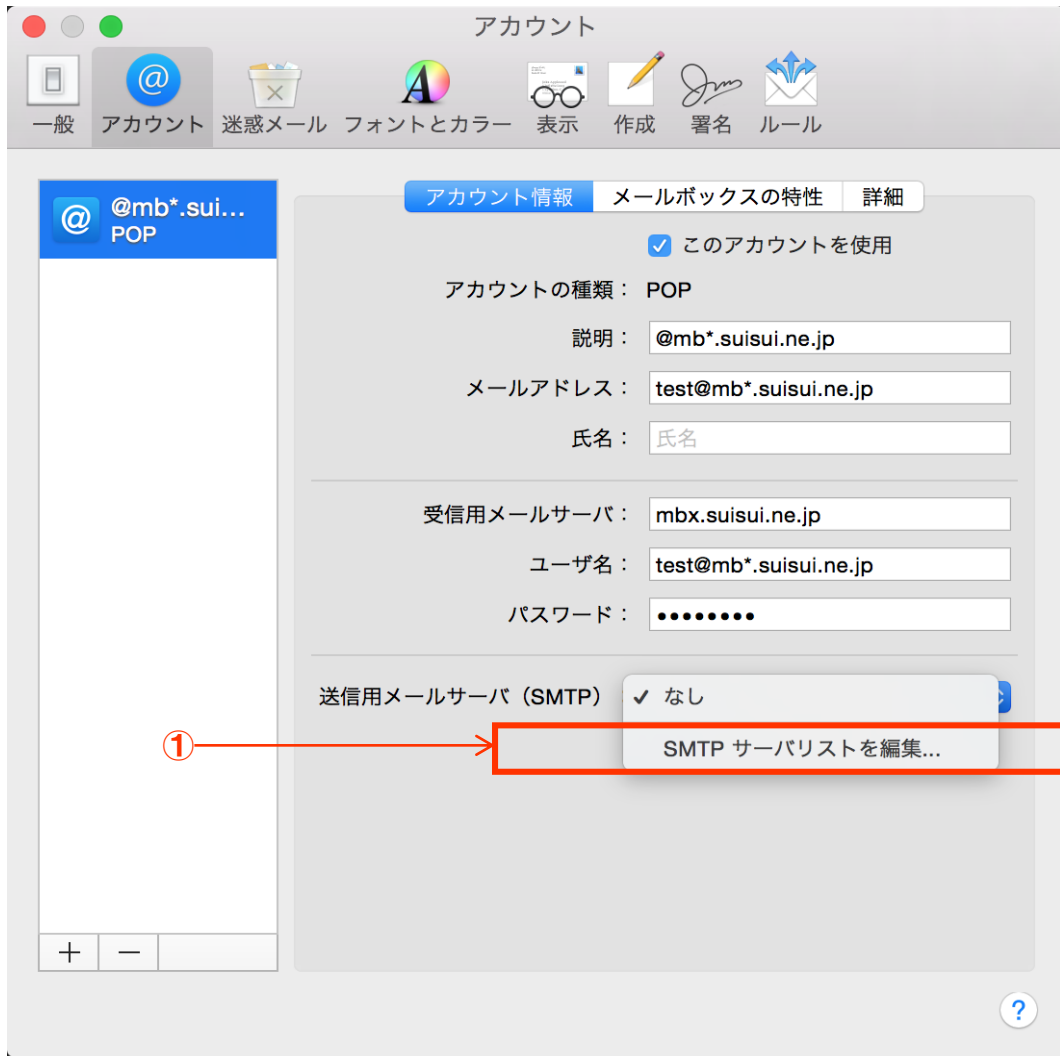 アカウント
一般 アカウント 迷惑メール フォントとカラー 表示 作成 署名 ルール
@mb*.sui...
POP
アカウント情報 メールボックスの特性 詳細
このアカウントを使用
アカウントの種類： POP
説明： @mb*.suisui.ne.jp
メールアドレス： test@mb*.suisui.ne.jp
氏名： 氏名
受信用メールサーバ： mbx.suisui.ne.jp
ユーザ名： test@mb*.suisui.ne.jp
パスワード： ••••••••
送信用メールサーバ（SMTP） ✓ なし
① SMTP サーバリストを編集...
+ −
?